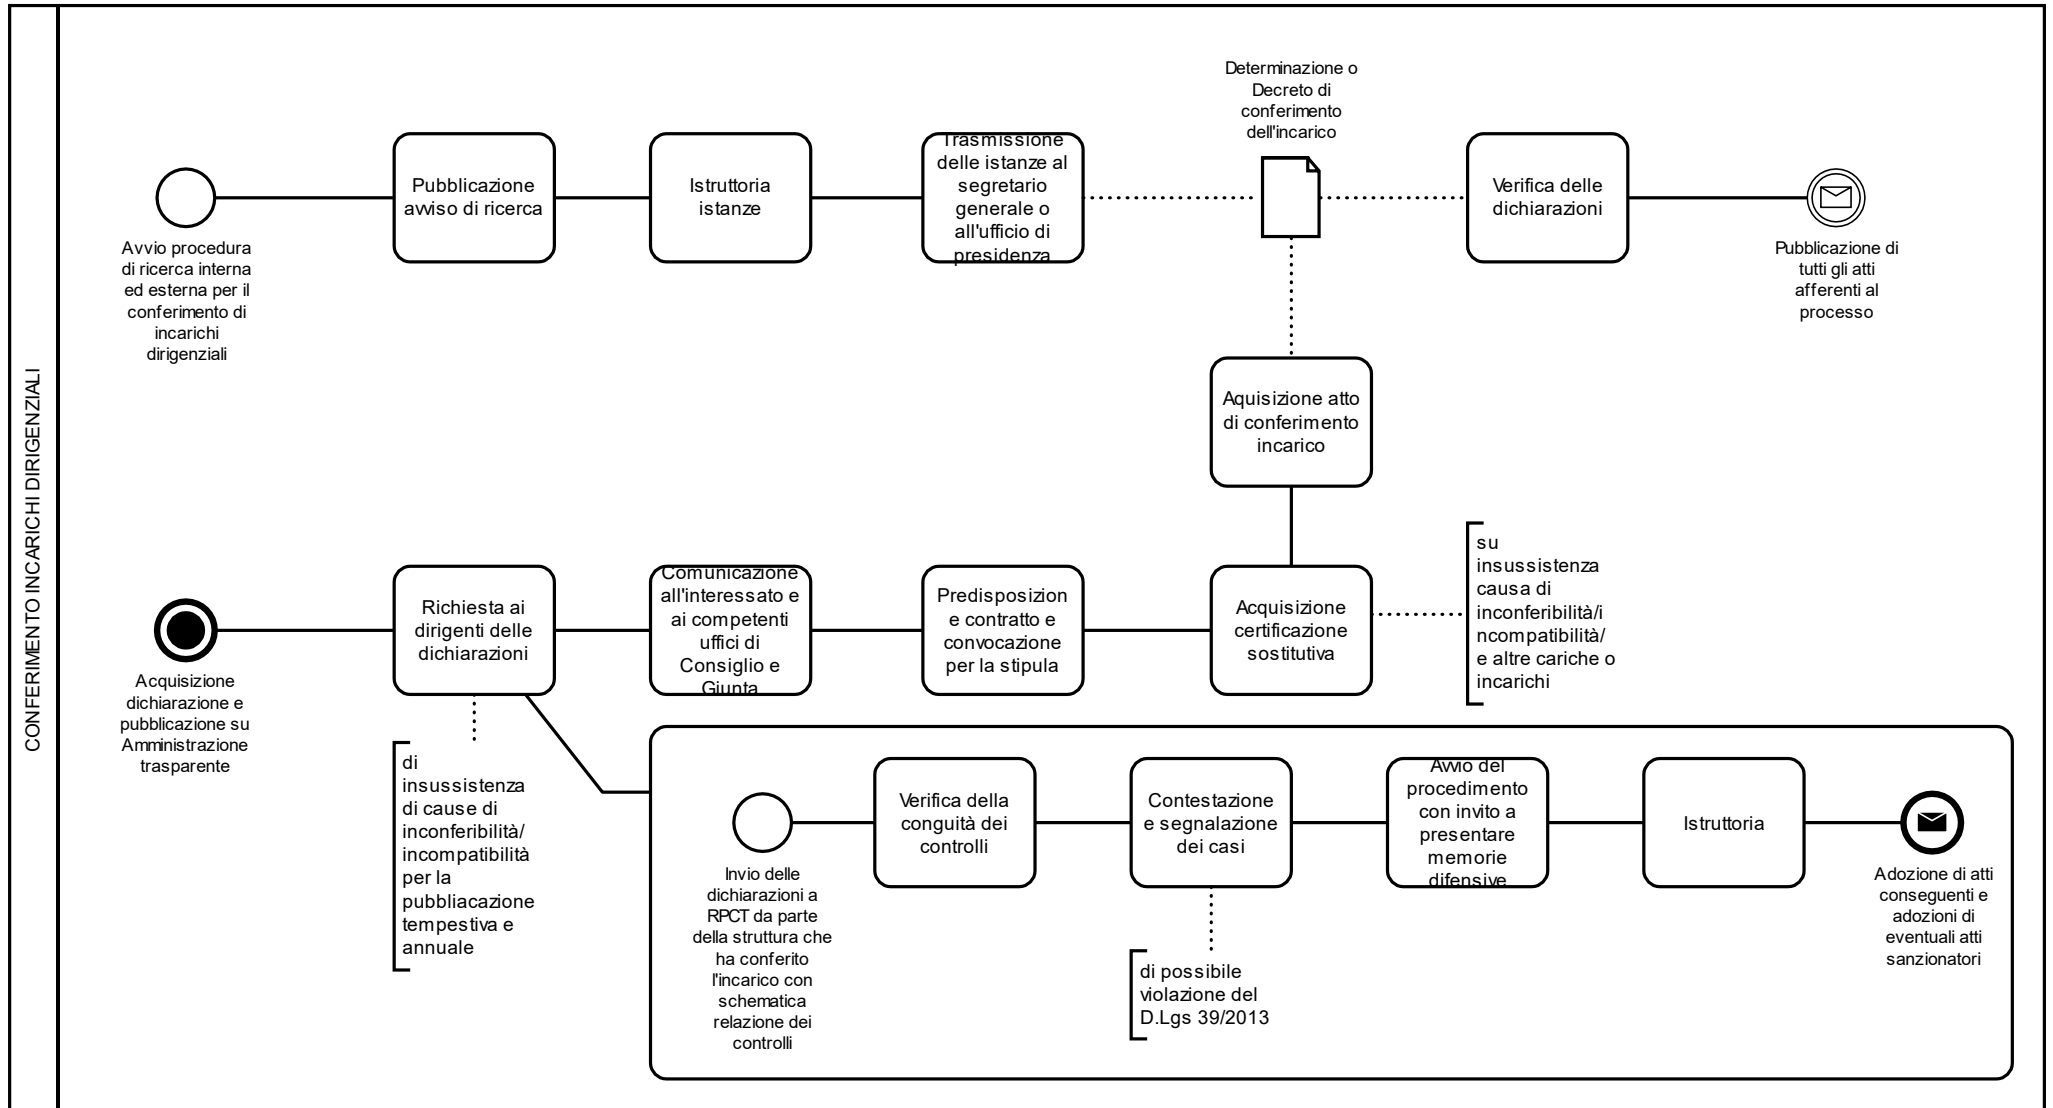 CONFERIMENTO INCARICHI DIRIGENZIALI
Avvio procedura
di ricerca interna
ed esterna per il
conferimento di
incarichi
dirigenziali
Pubblicazione
avviso di ricerca
Istruttoria
istanze
Trasmissione
delle istanze al
segretario
generale o
all'ufficio di
presidenza
Determinazione o
Decreto di
conferimento
dell'incarico
Verifica delle
dichiarazioni
Pubblicazione di
tutti gli atti
afferenti al
processo
Aquisizione atto
di conferimento
incarico
Acquisizione
dichiarazione e
pubblicazione su
Amministrazione
trasparente
Richiesta ai
dirigenti delle
dichiarazioni
Comunicazione
all'interessato e
ai competenti
uffici di
Consiglio e
Giunta
Predisposizion
e contratto e
convocazione
per la stipula
Acquisizione
certificazione
sostitutiva
su
insussistenza
causa di
inconferibilità/i
ncompatibilità/
e altre cariche o
incarichi
di
insussistenza
di cause di
inconferibilità/
incompatibilità
per la
pubbliacazione
tempestiva e
annuale
Invio delle
dichiarazioni a
RPCT da parte
della struttura che
ha conferito
l'incarico con
schematica
relazione dei
controlli
Verifica della
conguità dei
controlli
Contestazione
e segnalazione
dei casi
di possibile
violazione del
D.Lgs 39/2013
Avvio del
procedimento
con invito a
presentare
memorie
difensive
Istruttoria
Adozione di atti
conseguenti e
adozioni di
eventuali atti
sanzionatori